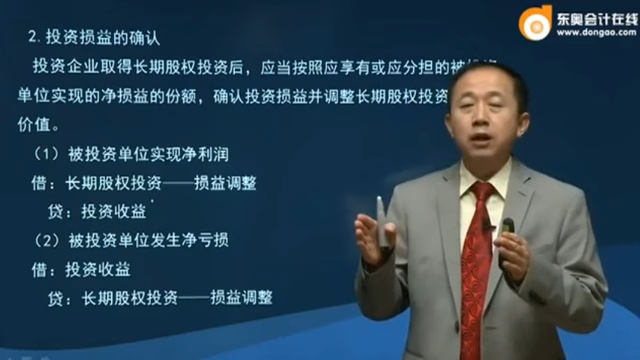 东奥会计在线
www.dongao.com
2.投资损益的确认
投资企业取得长期股权投资后，应当按照应享有或应分担的被投
单位实现的净损益的份额，确认投资损益并调整长期股权投资
价值。
（1）被投资单位实现净利润
借：长期股权投资——损益调整
贷：投资收益
（2）被投资单位发生净亏损
借：投资收益
贷：长期股权投资——损益调整